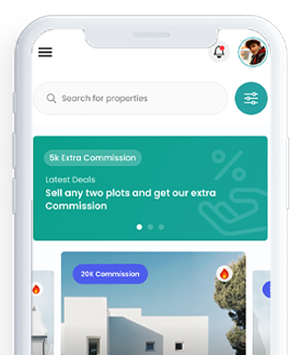 Search for properties
5k Extra Commission
Latest Deals
Sell any two plots and get our extra
Commission
20K Commission